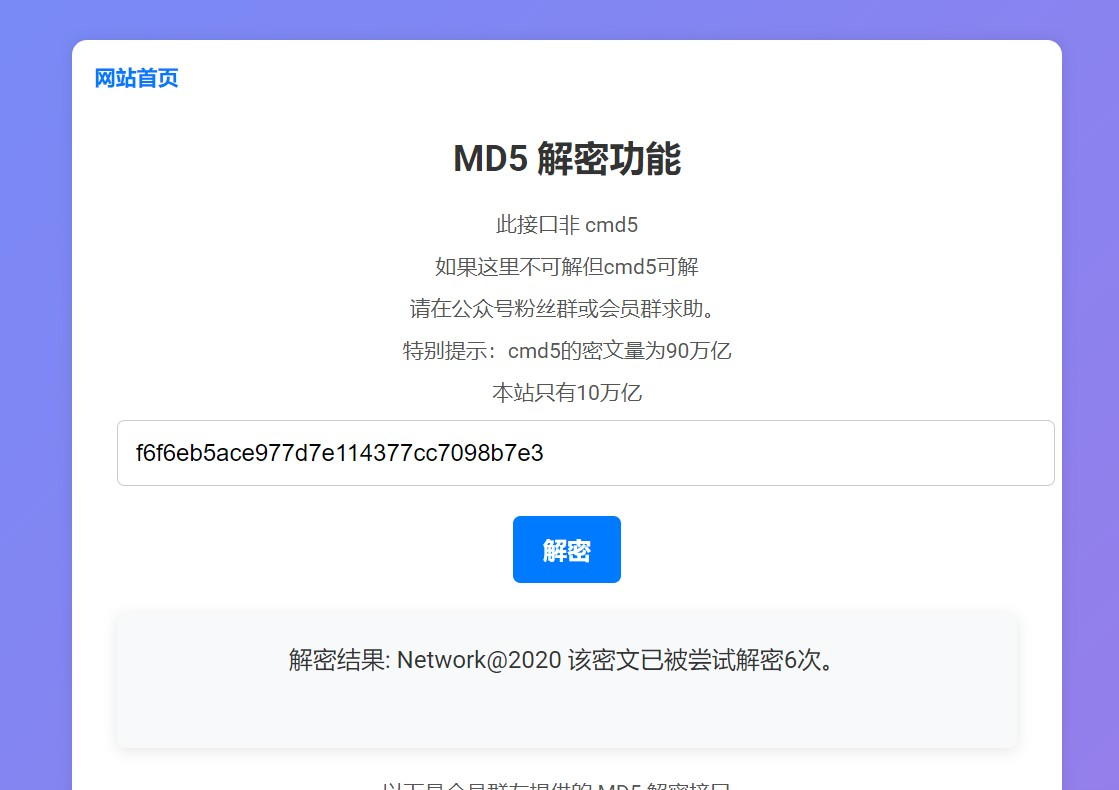 网站首页
MD5 解密功能
此接口非 cmd5
如果这里不可解但cmd5可解
请在公众号粉丝群或会员群求助。
特别提示：cmd5的密文量为90万亿
本站只有10万亿
f6f6eb5ace977d7e114377cc7098b7e3
解密
解密结果: Network@2020 该密文已被尝试解密6次。